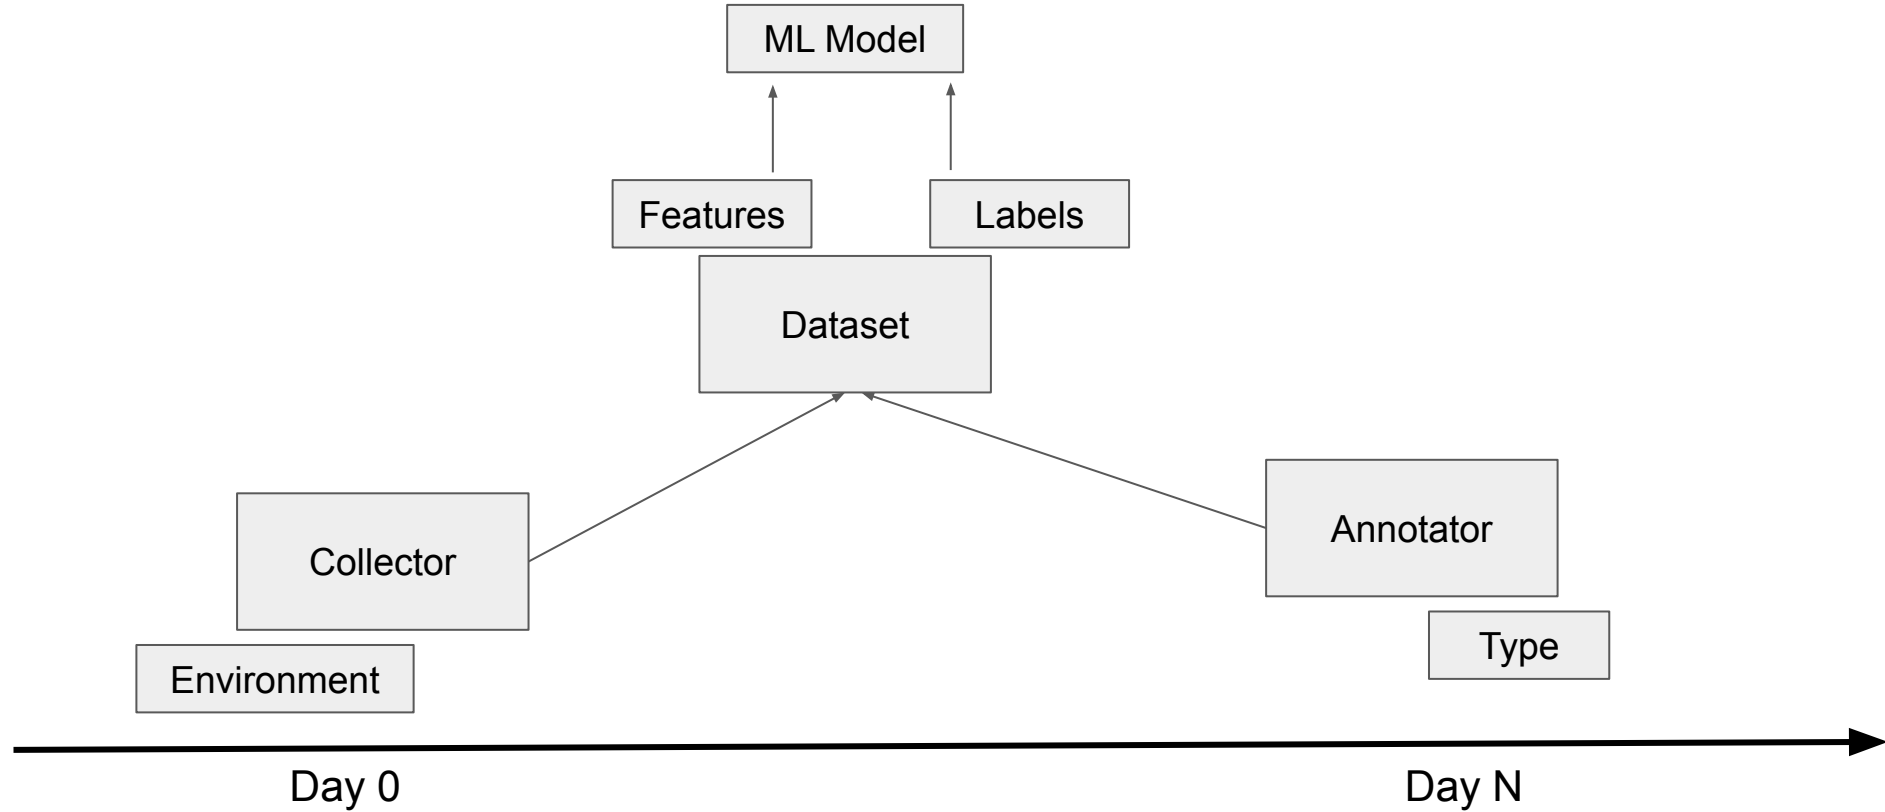 ML Model
Features
Labels
Dataset
Collector
Annotator
Environment
Type
Day 0
Day N